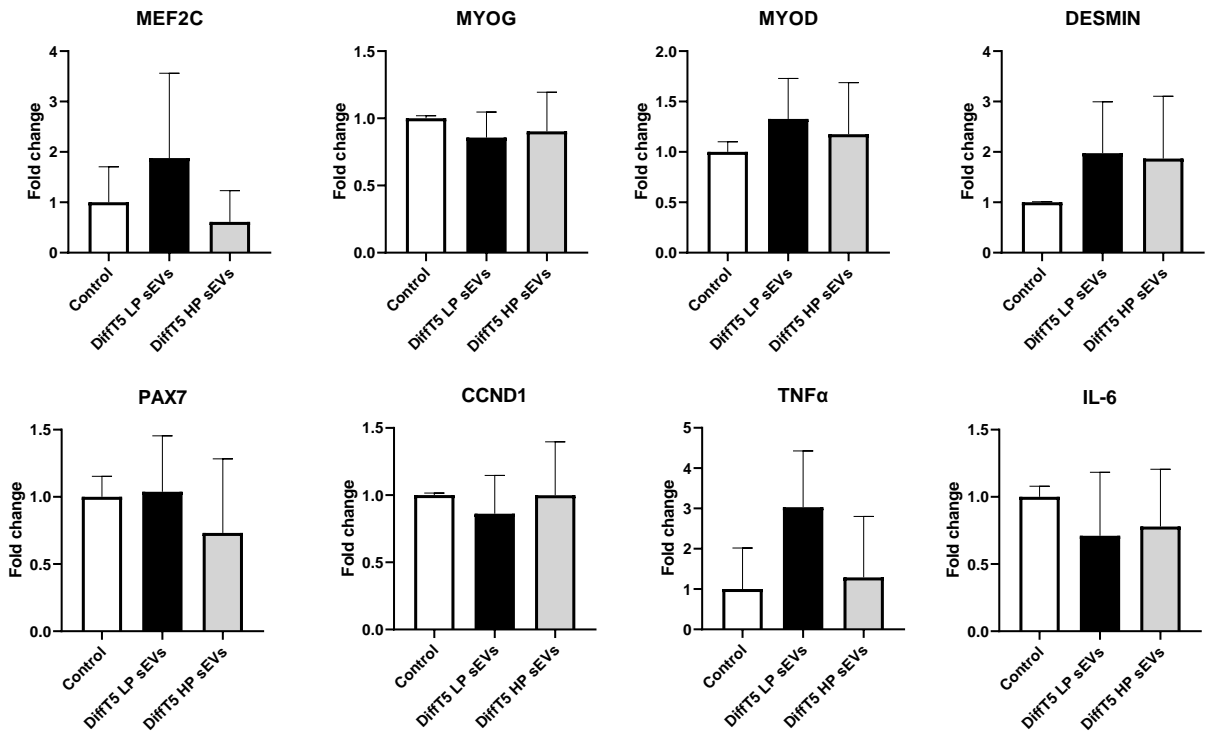 MEF2C
Fold change
4
3
2
1
0
Control
DiffT5 LP sEVs
DiffT5 HP sEVs
MYOG
Fold change
1.5
1.0
0.5
0.0
Control
DiffT5 LP sEVs
DiffT5 HP sEVs
MYOD
Fold change
2.0
1.5
1.0
0.5
0.0
Control
DiffT5 LP sEVs
DiffT5 HP sEVs
DESMIN
Fold change
4
3
2
1
0
Control
DiffT5 LP sEVs
DiffT5 HP sEVs
PAX7
Fold change
1.5
1.0
0.5
0.0
Control
DiffT5 LP sEVs
DiffT5 HP sEVs
CCND1
Fold change
1.5
1.0
0.5
0.0
Control
DiffT5 LP sEVs
DiffT5 HP sEVs
TNFα
Fold change
5
4
3
2
1
0
Control
DiffT5 LP sEVs
DiffT5 HP sEVs
IL-6
Fold change
1.5
1.0
0.5
0.0
Control
DiffT5 LP sEVs
DiffT5 HP sEVs